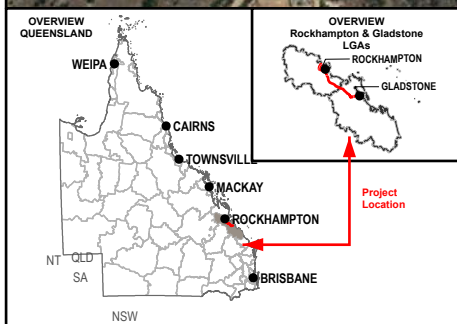 OVERVIEW
QUEENSLAND
WEIPA
CAIRNS
TOWNSVILLE
MACKAY
ROCKHAMPTON
BRISBANE
NT
QLD
SA
NSW
OVERVIEW
Rockhampton & Gladstone
LGAs
ROCKHAMPTON
GLADSTONE
Project
Location